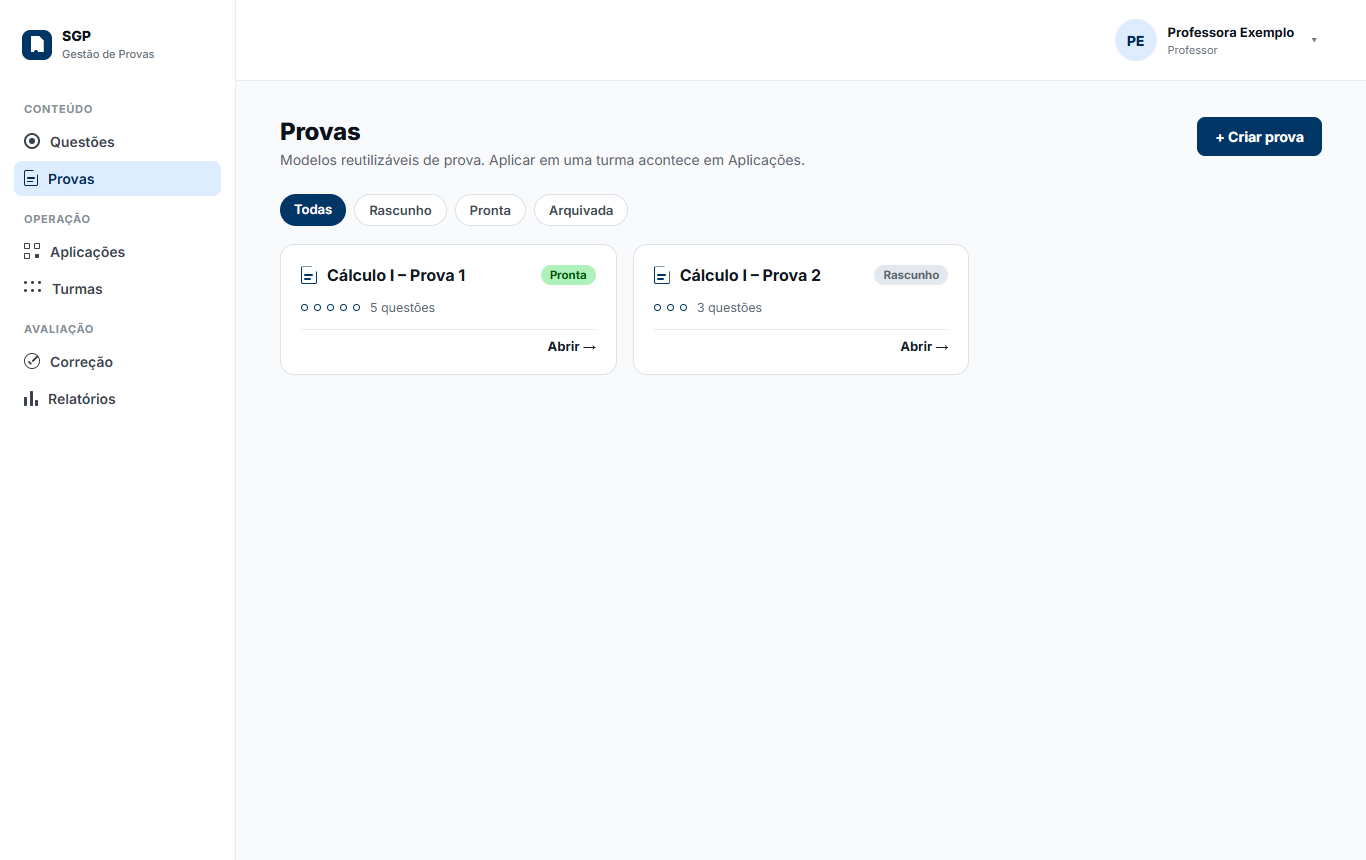 SGP
Gestão de Provas
PE
Professora Exemplo
Professor
CONTEÚDO
Questões
Provas
OPERAÇÃO
Aplicações
Turmas
AVALIAÇÃO
Correção
Relatórios
Provas
Modelos reutilizáveis de prova. Aplicar em uma turma acontece em Aplicações.
+ Criar prova
Todas
Rascunho
Pronta
Arquivada
Cálculo I – Prova 1
Pronta
5 questões
Abrir →
Cálculo I – Prova 2
Rascunho
3 questões
Abrir →